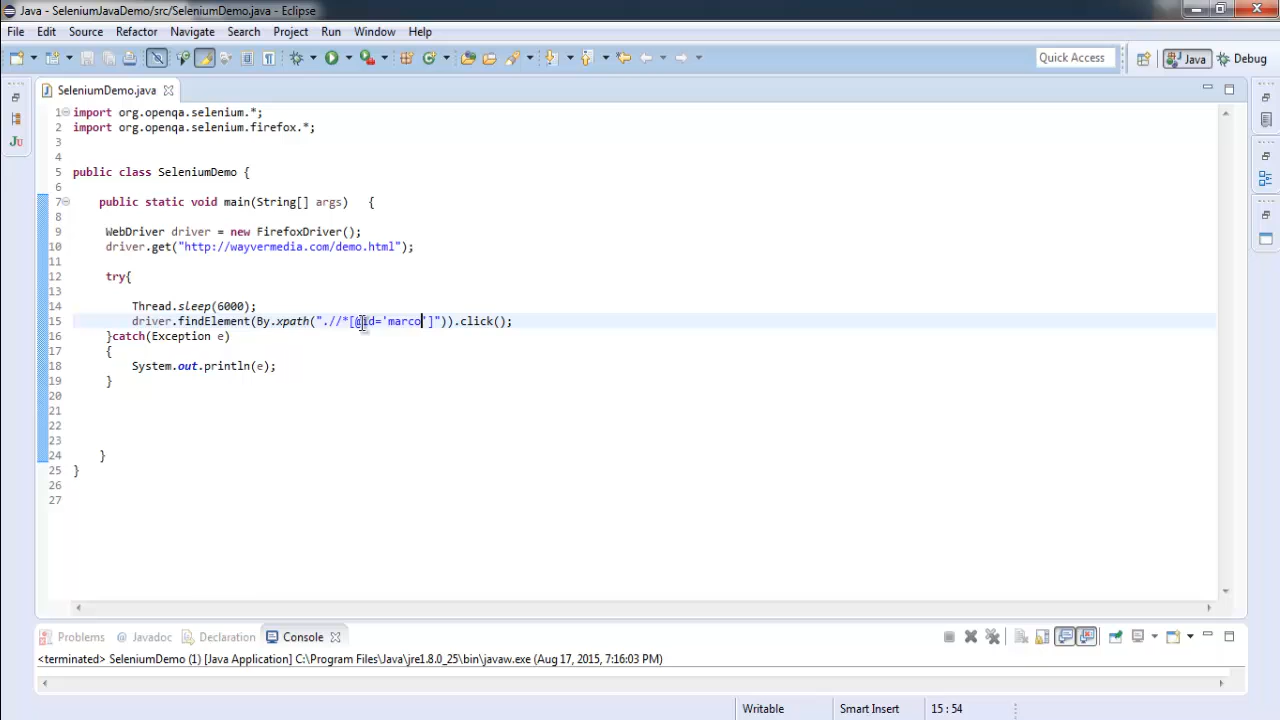 Java - SeleniumJavaDemo/src/SeleniumDemo.java - Eclipse
File Edit Source Refactor Navigate Search Project Run Window Help
Quick Access Java Debug
SeleniumDemo.java
1 import org.openqa.selenium.*;
2 import org.openqa.selenium.firefox.*;
3
4
5 public class SeleniumDemo {
6
7 public static void main(String[] args) {
8
9 WebDriver driver = new FirefoxDriver();
10 driver.get("http://wayvermedia.com/demo.html");
11
12 try{
13
14 Thread.sleep(6000);
15 driver.findElement(By.xpath(".//*[@id='marco']")).click();
16 }catch(Exception e)
17 {
18 System.out.println(e);
19 }
20
21
22
23
24 }
25 }
26
27
Ju
Problems @ Javadoc Declaration Console
<terminated> SeleniumDemo (1) [Java Application] C:\Program Files\Java\jre1.8.0_25\bin\javaw.exe (Aug 17, 2015, 7:16:03 PM)
Writable Smart Insert 15 : 54